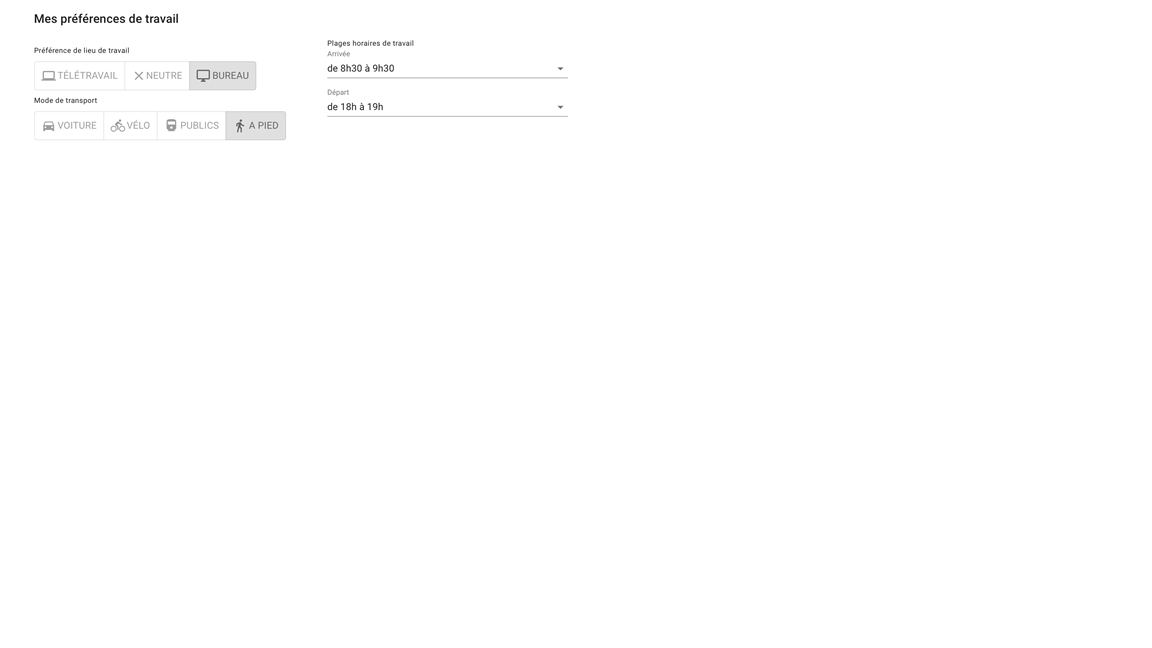 Mes préférences de travail
Préférence de lieu de travail
TÉLÉTRAVAIL NEUTRE BUREAU
Mode de transport
VOITURE VÉLO PUBLICS A PIED
Plages horaires de travail
Arrivée
de 8h30 à 9h30
Départ
de 18h à 19h